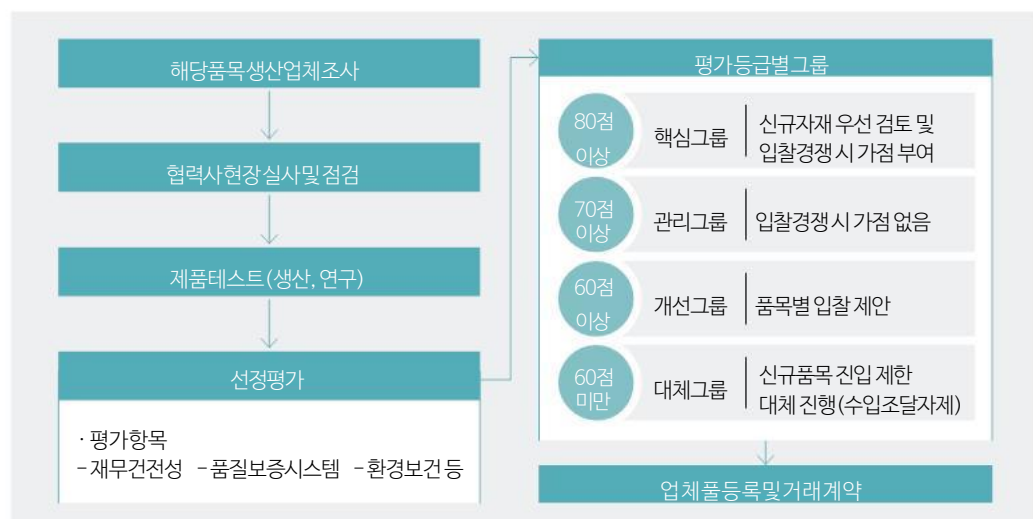 해당품목생산업체조사
협력사현장실사및점검
제품테스트(생산, 연구)
선정평가
· 평가항목
-재무건전성 -품질보증시스템 -환경보건 등
평가등급별그룹
80점
이상
핵심그룹
신규자재 우선 검토 및
입찰경쟁 시 가점 부여
70점
이상
관리그룹
입찰경쟁 시 가점 없음
60점
이상
개선그룹
품목별 입찰 제안
60점
미만
대체그룹
신규품목 진입 제한
대체 진행(수입조달자제)
업체풀등록및거래계약